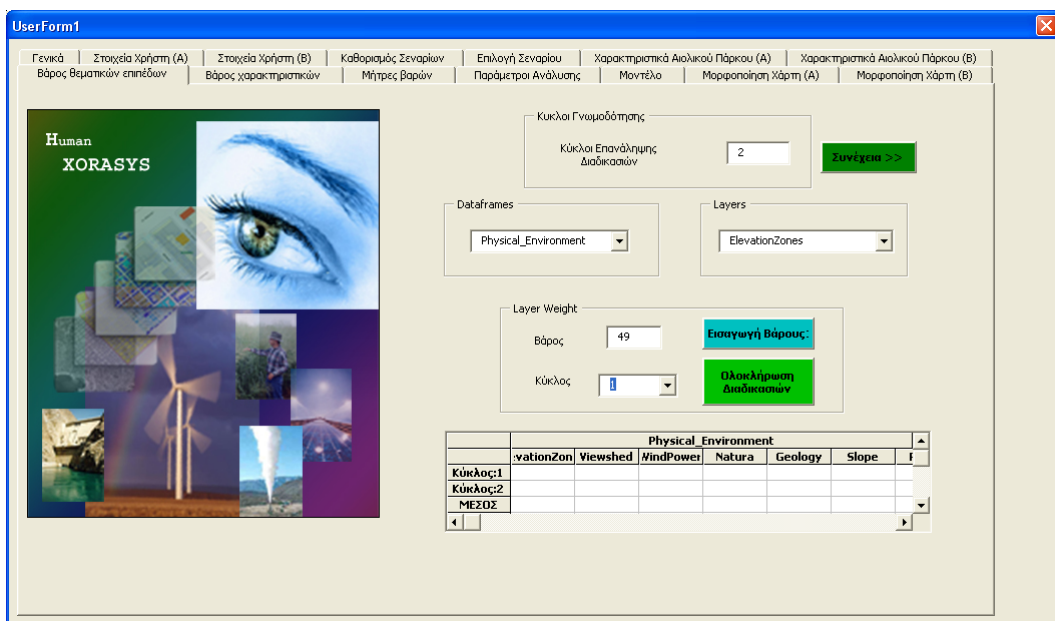 UserForm1
Γενικά
Στοιχεία Χρήστη (Α)
Στοιχεία Χρήστη (Β)
Καθορισμός Σεναρίων
Επιλογή Σεναρίου
Χαρακτηριστικά Αιολικού Πάρκου (Α)
Χαρακτηριστικά Αιολικού Πάρκου (Β)
Βάρος θεματικών επιπέδων
Βάρος χαρακτηριστικών
Μήτρες βαρών
Παράμετροι Ανάλυσης
Μοντέλο
Μορφοποίηση Χάρτη (Α)
Μορφοποίηση Χάρτη (Β)
Human
XORASYS
Κυκλοι Γνωμοδότησης
Κύκλοι Επανάληψης
Διαδικασιών
2
Συνέχεια >>
Dataframes
Physical_Environment
Layers
ElevationZones
Layer Weight
Βάρος
49
Εισαγωγή Βάρους:
Κύκλος
1
Ολοκλήρωση
Διαδικασιών
Physical_Environment
evationZon Viewshed WindPower Natura Geology Slope
Κύκλος:1
Κύκλος:2
ΜΕΣΟΣ